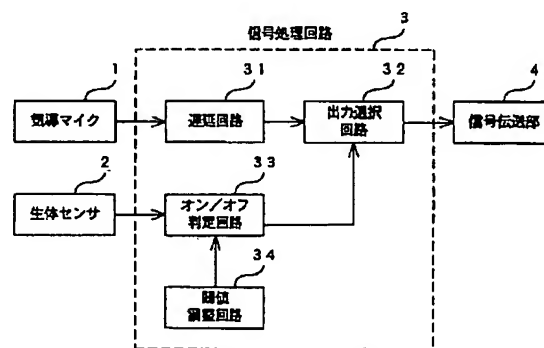 信号処理回路
3
1
31
32
4
気導マイク
遅延回路
出力選択
回路
信号伝送部
2
33
生体センサ
オン/オフ
判定回路
34
閾値
調整回路